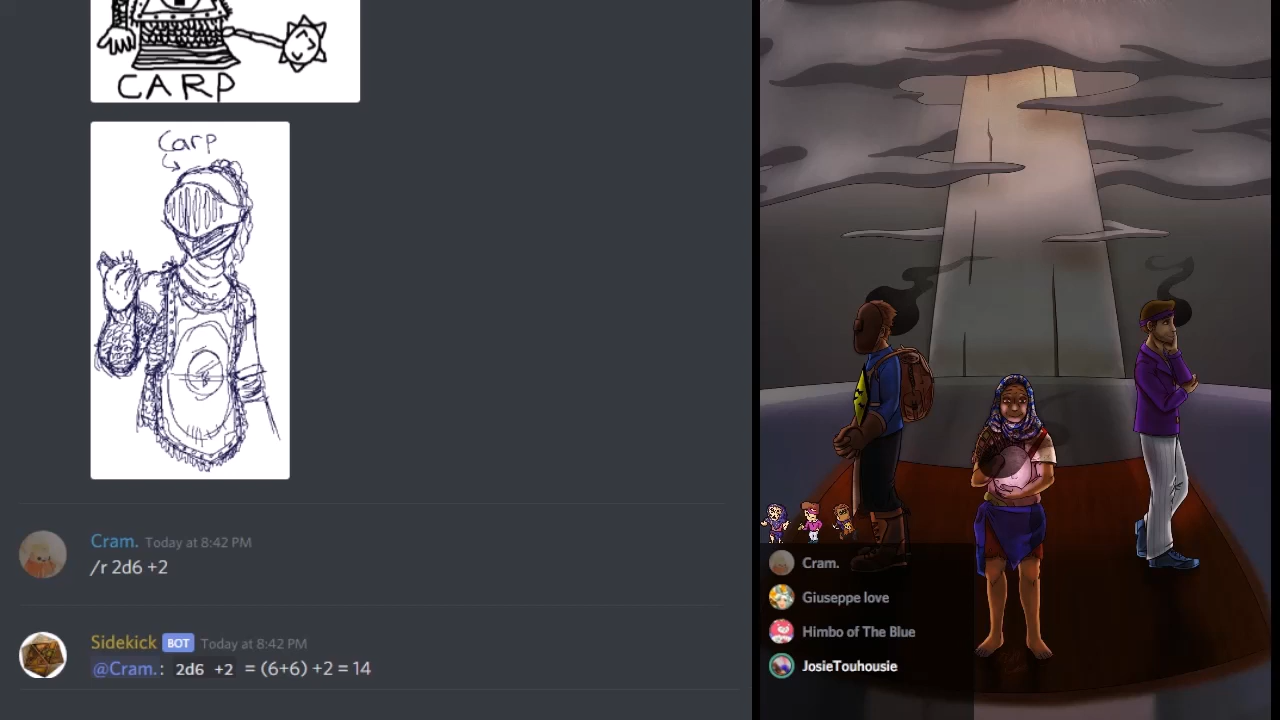 CARP
Carp
Cram. Today at 8:42 PM
/r 2d6 +2
Sidekick BOT Today at 8:42 PM
@Cram.: 2d6 +2 = (6+6) +2 = 14
Cram.
Giuseppe love
Himbo of The Blue
JosieTouhousie